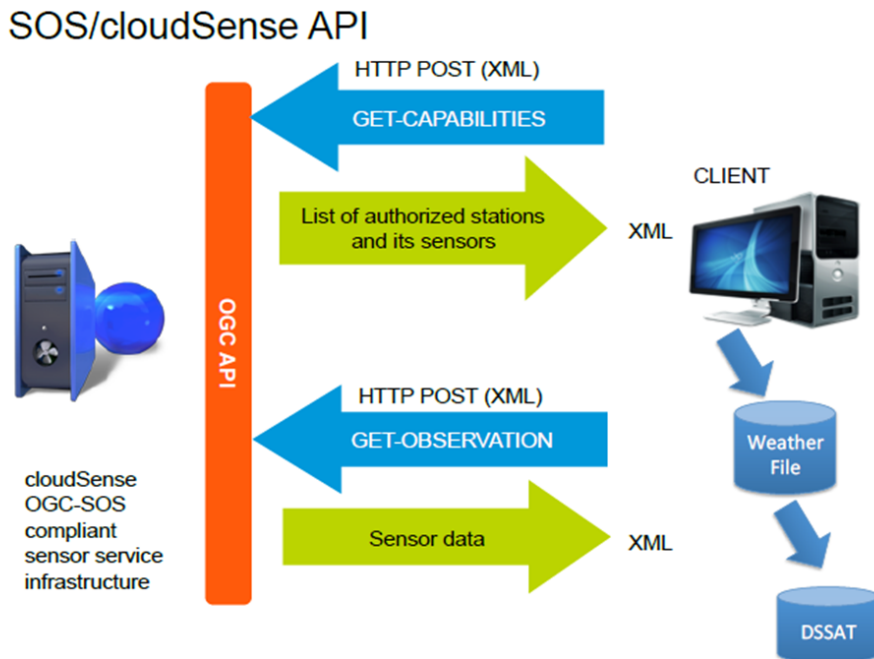 SOS/cloudSense API
HTTP POST (XML)
GET-CAPABILITIES
List of authorized stations
and its sensors
XML
CLIENT
OGC API
HTTP POST (XML)
GET-OBSERVATION
Sensor data
XML
Weather
File
DSSAT
cloudSense
OGC-SOS
compliant
sensor service
infrastructure